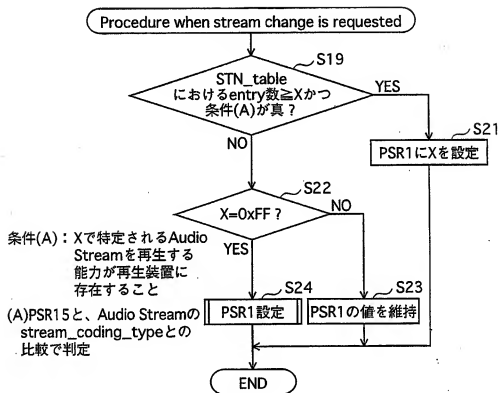 Procedure when stream change is requested
S19
STN_table
におけるentry数≧Xかつ
条件(A)が真？
YES
S21
PSR1にXを設定
NO
S22
X=0xFF？
NO
YES
条件(A)：Xで特定されるAudio
Streamを再生する
能力が再生装置に
存在すること
(A)PSR15と、Audio Streamの
stream_coding_typeとの
比較で判定
S24
PSR1設定
S23
PSR1の値を維持
END